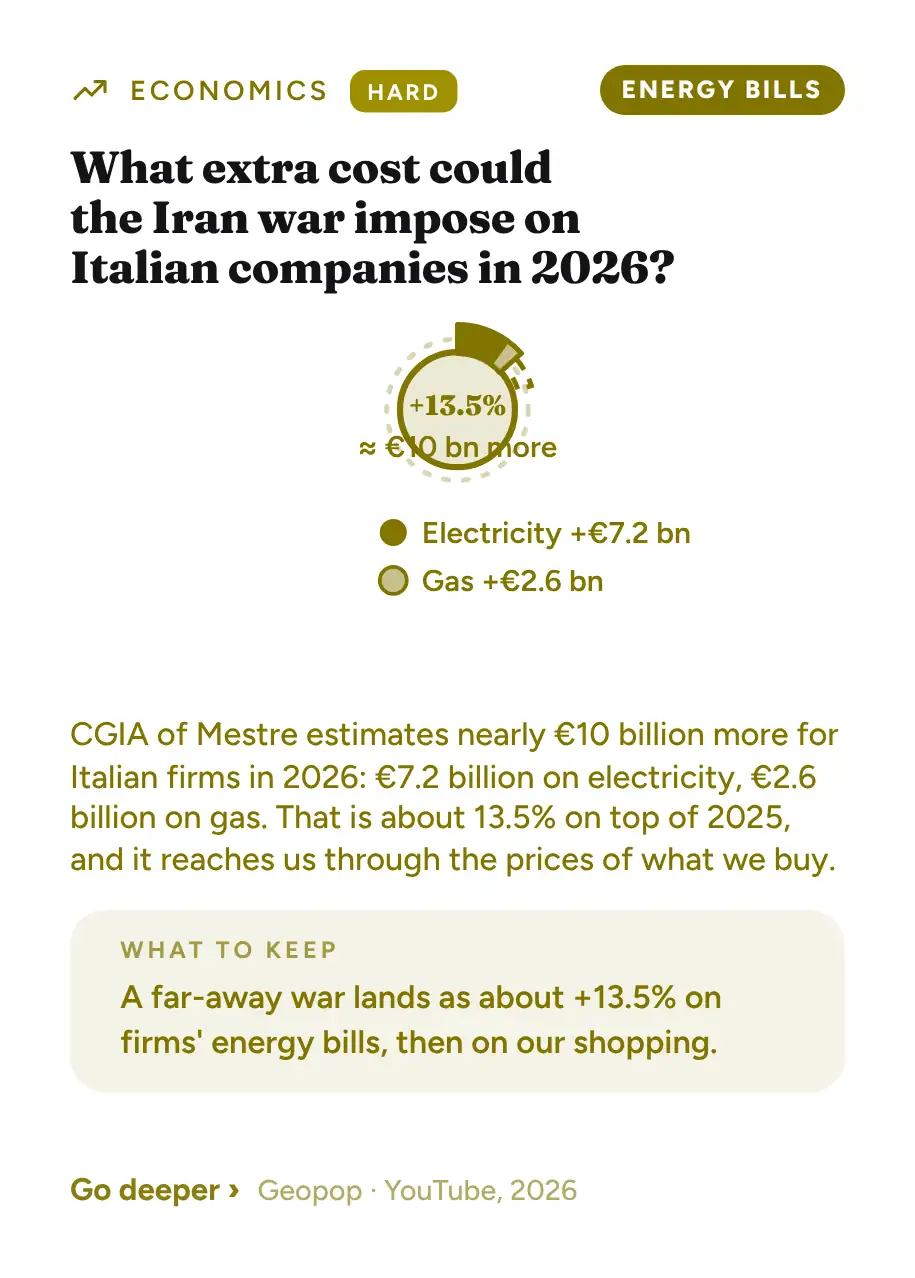 ECONOMICS HARD ENERGY BILLS
What extra cost could
the Iran war impose on
Italian companies in 2026?
+13.5%
≈ €10 bn more
Electricity +€7.2 bn
Gas +€2.6 bn
CGIA of Mestre estimates nearly €10 billion more for
Italian firms in 2026: €7.2 billion on electricity, €2.6
billion on gas. That is about 13.5% on top of 2025,
and it reaches us through the prices of what we buy.
WHAT TO KEEP
A far-away war lands as about +13.5% on
firms' energy bills, then on our shopping.
Go deeper › Geopop · YouTube, 2026